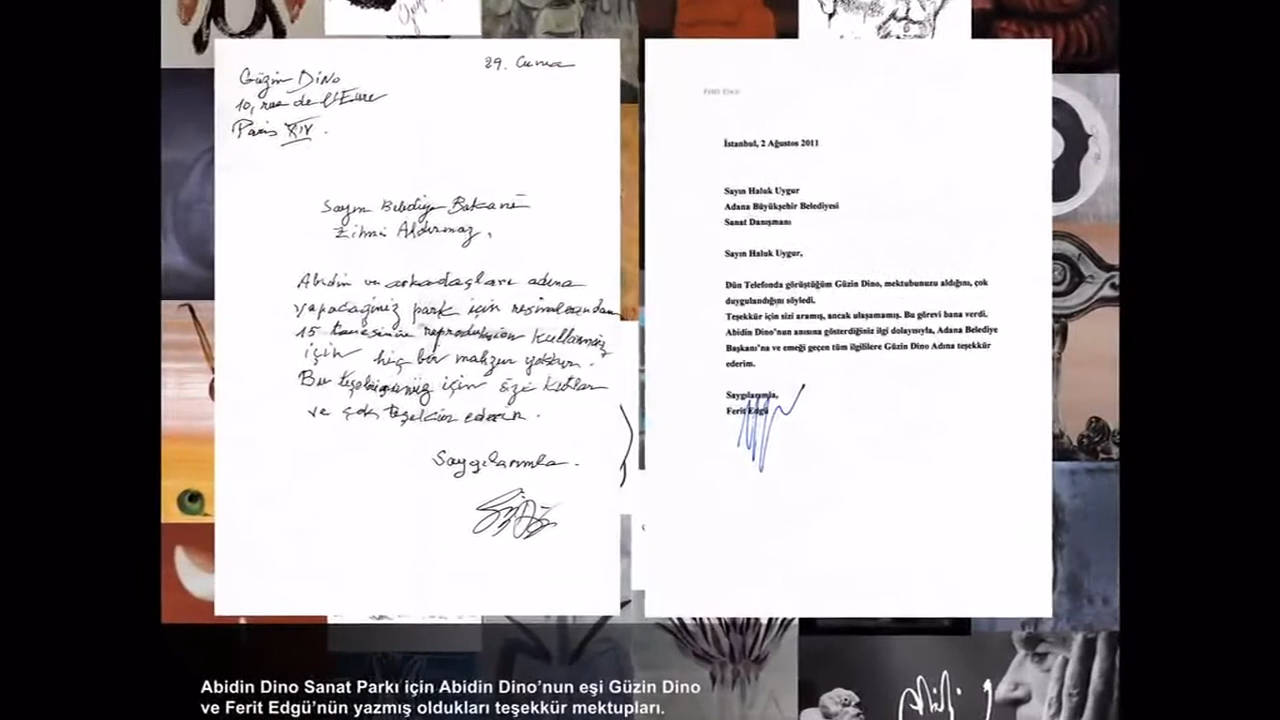 29. Cuma
Güzin DiNo
10, rue de l'Eure
Paris XIV.
Sayın Belediye Bakanı
Zihni Aldırmaz,
Abidin ve arkadaşları adına
yapacağınız park için resimlerinden
15 tanesinin reprodüksion kullanmanız
için hiç bir mahzur yoktur.
Bu için sizi kutlar
ve çok teşekkür ederim.
Saygılarımla.
İstanbul, 2 Ağustos 2011
Sayın Haluk Uygur
Adana Büyükşehir Belediyesi
Sanat Danışmanı
Sayın Haluk Uygur,
Dün Telefonda görüştüğüm Güzin Dino, mektubunuzu aldığını, çok
duygulandığını söyledi.
Teşekkür için sizi aramış, ancak ulaşamamış. Bu görevi bana verdi.
Abidin Dino'nun anısına gösterdiğiniz ilgi dolayısıyla, Adana Belediye
Başkanı'na ve emeği geçen tüm ilgililere Güzin Dino Adına teşekkür
ederim.
Saygılarımla,
Ferit Edgü
Abidin Dino Sanat Parkı için Abidin Dino'nun eşi Güzin Dino
ve Ferit Edgü'nün yazmış oldukları teşekkür mektupları.